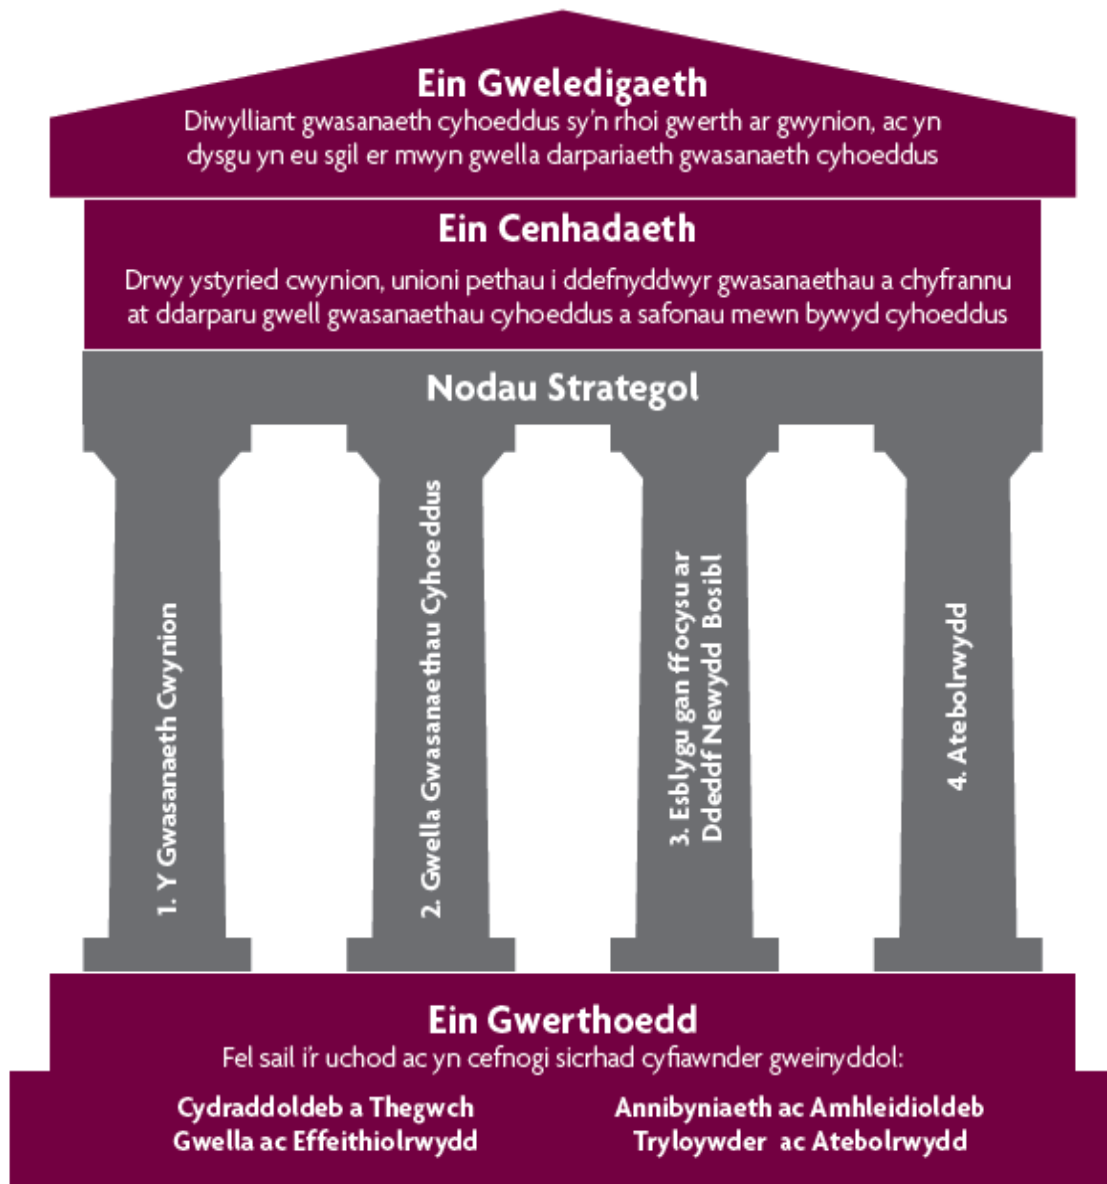 Ein Gweledigaeth
Diwylliant gwasanaeth cyhoeddus sy'n rhoi gwerth ar gwynion, ac yn
dysgu yn eu sgil er mwyn gwella darpariaeth gwasanaeth cyhoeddus
Ein Cenhadaeth
Drwy ystyried cwynion, unioni pethau i ddefnyddwyr gwasanaethau a chyfrannu
at ddarparu gwell gwasanaethau cyhoeddus a safonau mewn bywyd cyhoeddus
Nodau Strategol
1. Y Gwasanaeth Cwynion
2. Gwella Gwasanaethau Cyhoeddus
3. Esblygu gan ffocysu ar
Ddeddf Newydd Bosibl
4. Atebolrwydd
Ein Gwerthoedd
Fel sail i'r uchod ac yn cefnogi sicrhad cyfiawnder gweinyddol:
Cydraddoldeb a Thegwch
Gwella ac Effeithiolrwydd
Annibyniaeth ac Amhleidioldeb
Tryloywder ac Atebolrwydd